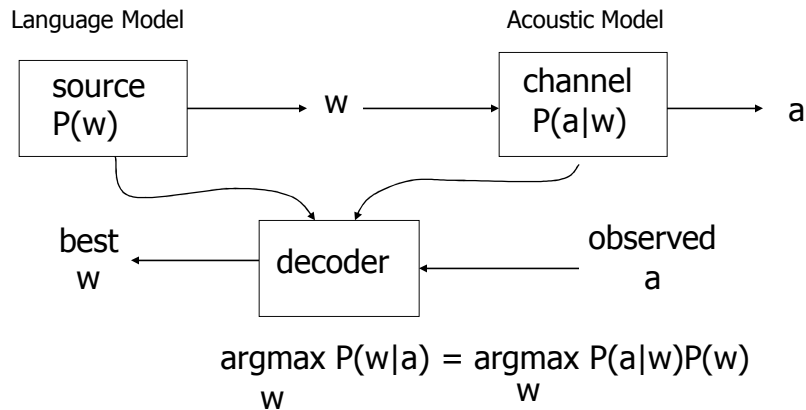 Language Model
Acoustic Model
source
P(w)
w
channel
P(a|w)
a
best
w
decoder
observed
a
argmax P(w|a) = argmax P(a|w)P(w)
w w